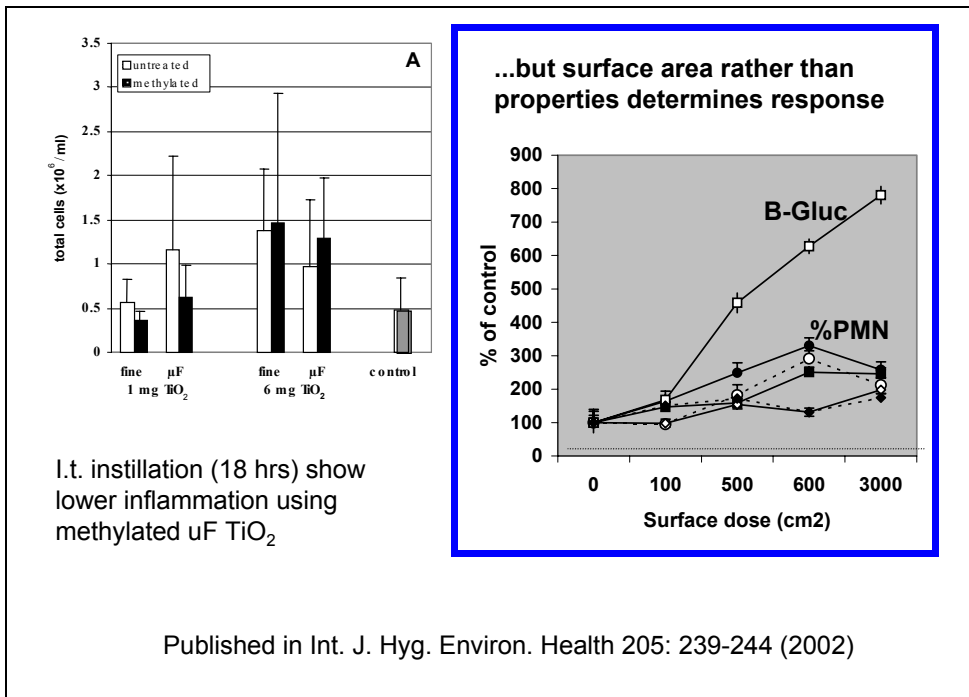 3.5
3
2.5
2
1.5
1
0.5
0
total cells (x10⁶/ml)
untreated
methylated
A
fine µF fine µF control
1 mg TiO₂ 6 mg TiO₂
I.t. instillation (18 hrs) show
lower inflammation using
methylated uF TiO₂
...but surface area rather than
properties determines response
900
800
700
600
500
400
300
200
100
0
% of control
B-Gluc
%PMN
0 100 500 600 3000
Surface dose (cm2)
Published in Int. J. Hyg. Environ. Health 205: 239-244 (2002)